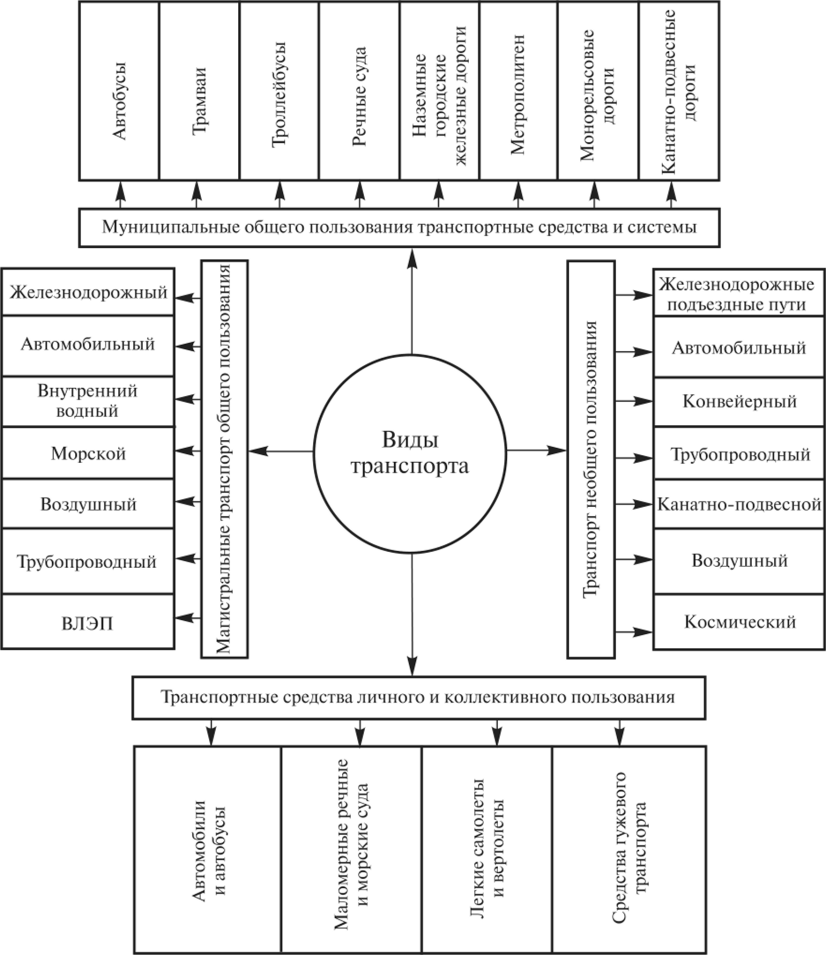 Автобусы
Трамваи
Троллейбусы
Речные суда
Наземные
городские
железные дороги
Метрополитен
Монорельсовые
дороги
Канатно-подвесные
дороги
Муниципальные общего пользования транспортные средства и системы
Железнодорожный
Автомобильный
Внутренний
водный
Морской
Воздушный
Трубопроводный
ВЛЭП
Магистральные транспорт общего пользования
Виды
транспорта
Транспорт необщего пользования
Железнодорожные
подъездные пути
Автомобильный
Конвейерный
Трубопроводный
Канатно-подвесной
Воздушный
Космический
Транспортные средства личного и коллективного пользования
Автомобили
и автобусы
Маломерные речные
и морские суда
Легкие самолеты
и вертолеты
Средства гужевого
транспорта